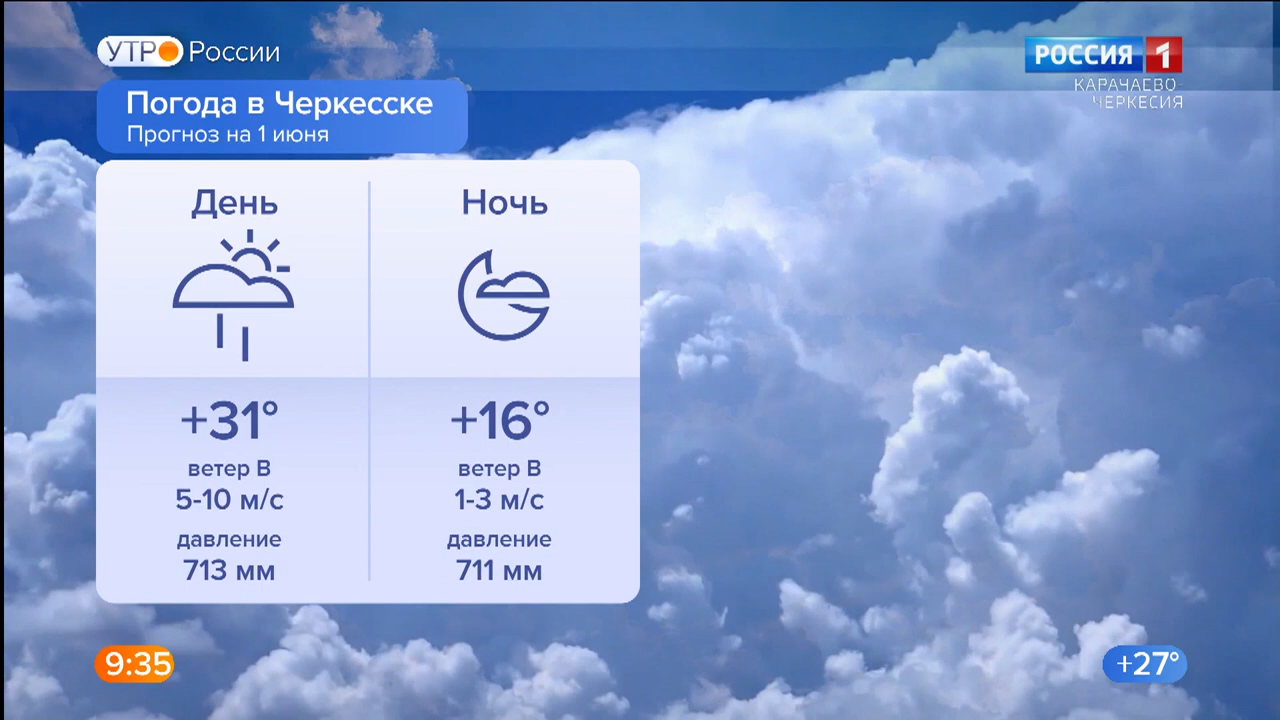 УТРО России
РОССИЯ 1
КАРАЧАЕВО-
ЧЕРКЕСИЯ
Погода в Черкесске
Прогноз на 1 июня
День
Ночь
+31°
+16°
ветер В
ветер В
5-10 м/с
1-3 м/с
давление
давление
713 мм
711 мм
9:35
+27°